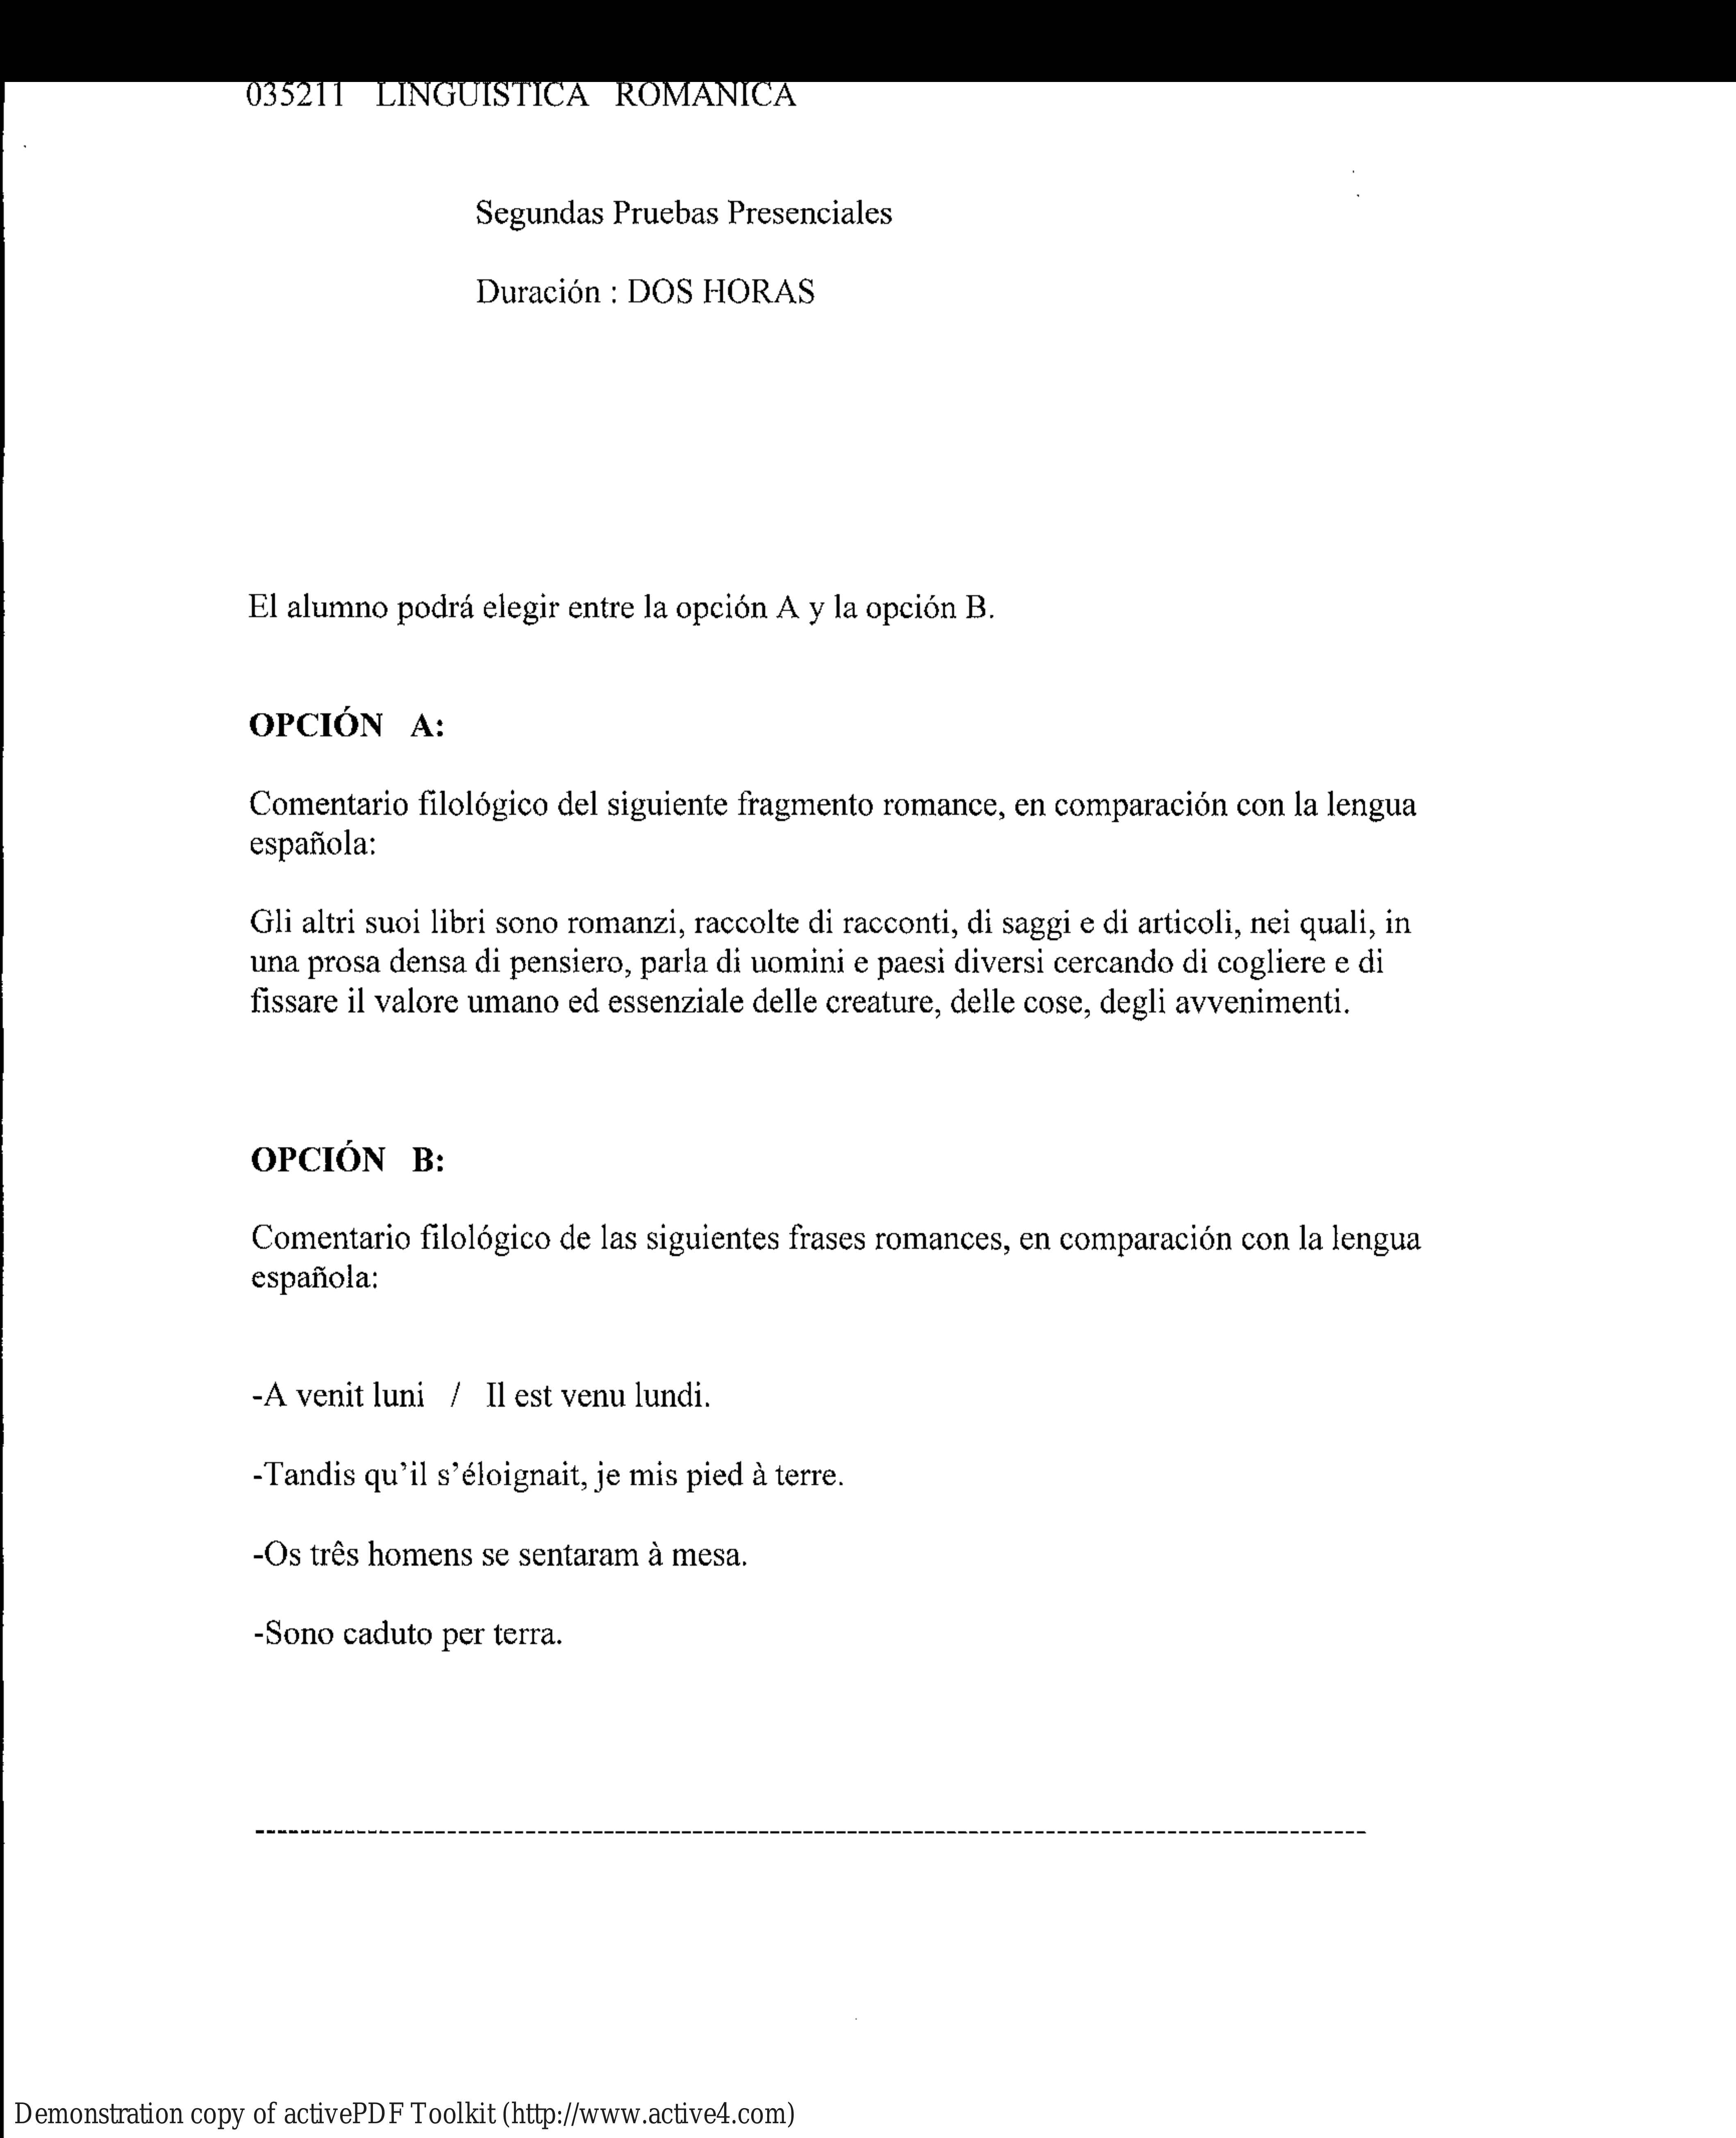 035211 LINGUISTICA ROMANICA
Segundas Pruebas Presenciales
Duración : DOS HORAS
El alumno podrá elegir entre la opción A y la opción B.
OPCIÓN A:
Comentario filológico del siguiente fragmento romance, en comparación con la lengua
española:
Gli altri suoi libri sono romanzi, raccolte di racconti, di saggi e di articoli, nei quali, in
una prosa densa di pensiero, parla di uomini e paesi diversi cercando di cogliere e di
fissare il valore umano ed essenziale delle creature, delle cose, degli avvenimenti.
OPCIÓN B:
Comentario filológico de las siguientes frases romances, en comparación con la lengua
española:
-A venit luni / Il est venu lundi.
-Tandis qu’il s’éloignait, je mis pied à terre.
-Os três homens se sentaram à mesa.
-Sono caduto per terra.
Demonstration copy of activePDF Toolkit (http://www.active4.com)